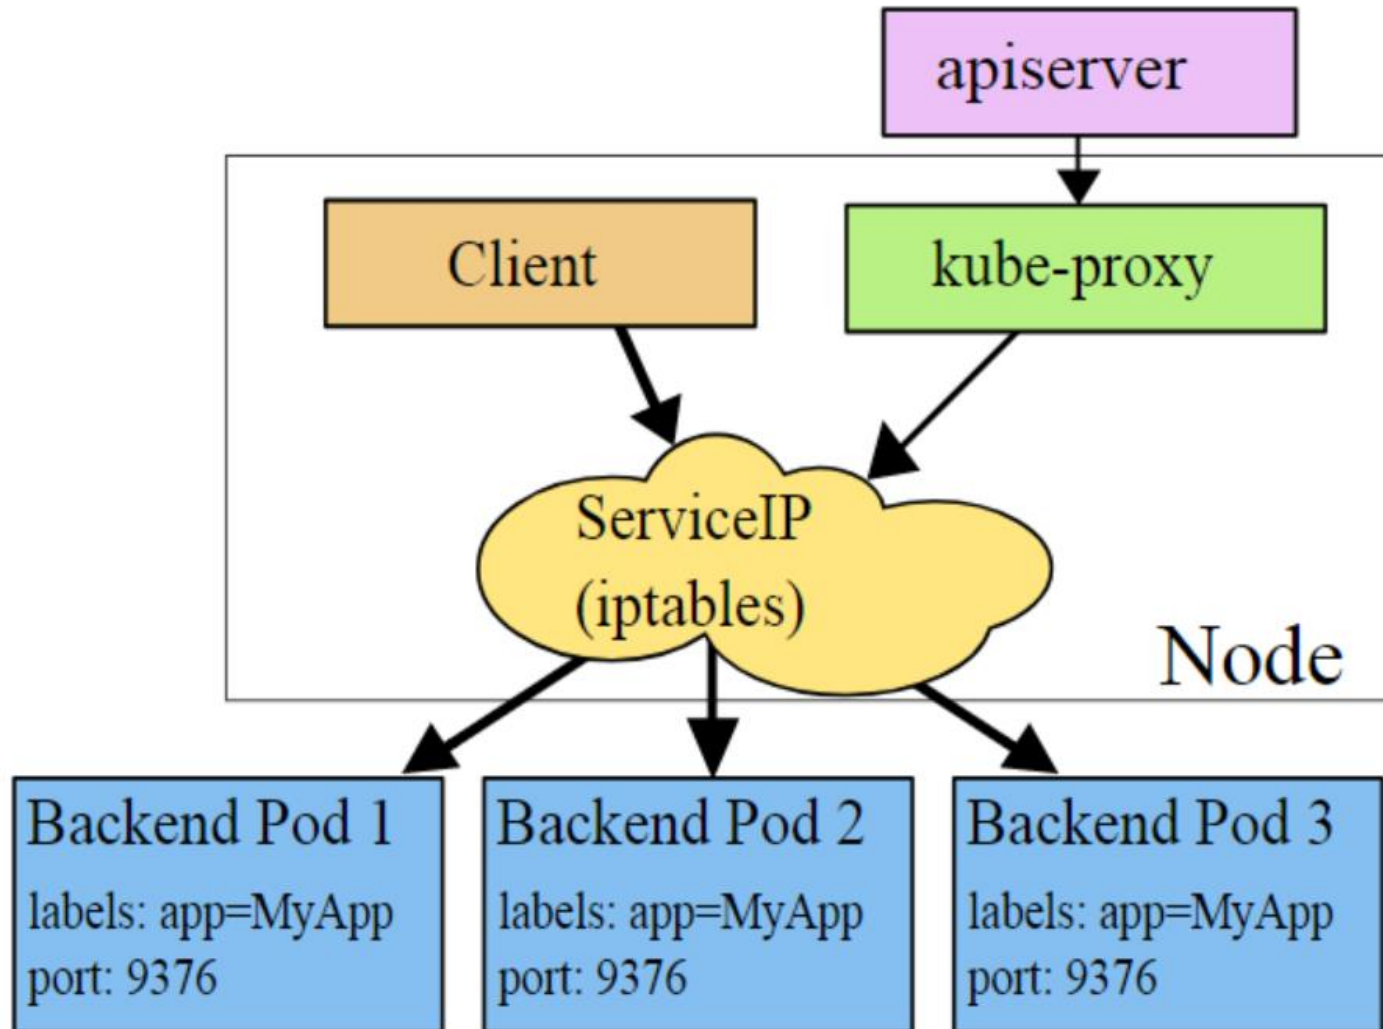 apiserver
Client
kube-proxy
ServiceIP
(iptables)
Node
Backend Pod 1
labels: app=MyApp
port: 9376
Backend Pod 2
labels: app=MyApp
port: 9376
Backend Pod 3
labels: app=MyApp
port: 9376